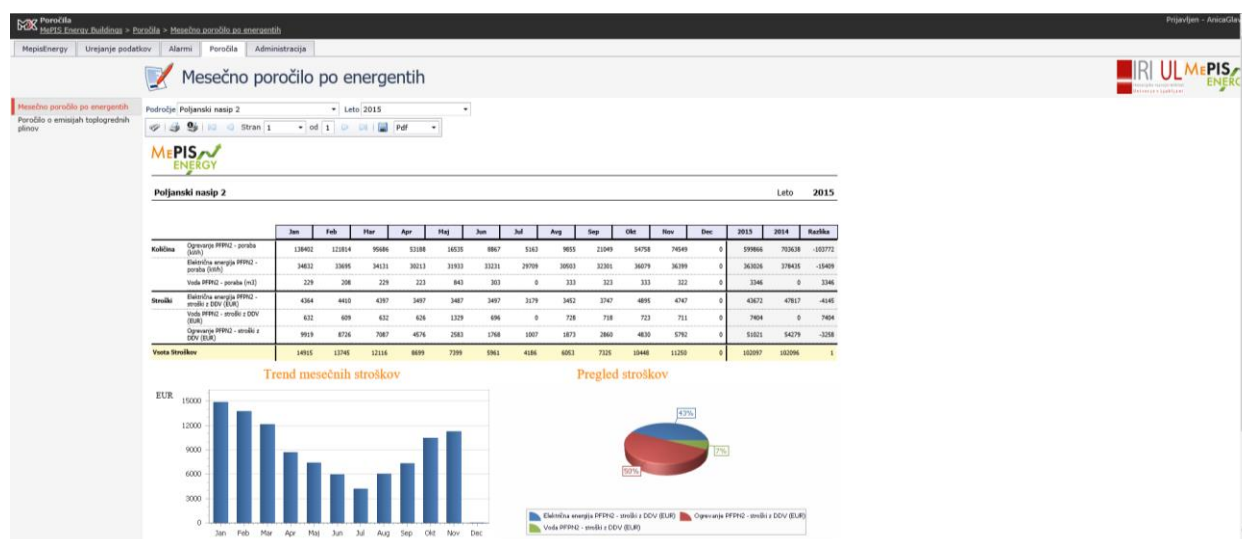 Poročila
MePIS Energy Buildings > Poročila > Mesečno poročilo po energentih
Prijavljen - AnicaGlav
MepisEnergy Urejanje podatkov Alarmi Poročila Administracija
Mesečno poročilo po energentih
IRI UL MePIS ENERG
Mesečno poročilo po energentih
Poročilo o emisijah toplogrednih
plinov
Področje Poljanski nasip 2 Leto 2015
Stran 1 od 1 Pdf
MePIS
ENERGY
Poljanski nasip 2 Leto 2015
Jan Feb Mar Apr Maj Jun Jul Avg Sep Okt Nov Dec 2015 2014 Razlika
Količina Ogrevanje PFPN2 - poraba
(kWh) 138402 121814 95686 53188 16535 8867 5163 9855 21049 54758 74549 0 599866 703638 -103772
Električna energija PFPN2 -
poraba (kWh) 34832 33695 34131 30213 31933 33231 29709 30503 32301 36079 36399 0 363026 378435 -15409
Voda PFPN2 - poraba (m3) 229 208 229 223 843 303 0 333 323 333 322 0 3346 0 3346
Stroški Električna energija PFPN2 -
stroški z DDV (EUR) 4364 4410 4397 3497 3487 3497 3179 3452 3747 4895 4747 0 43672 47817 -4145
Voda PFPN2 - stroški z DDV
(EUR) 632 609 632 626 1329 696 0 728 718 723 711 0 7404 0 7404
Ogrevanje PFPN2 - stroški z
DDV (EUR) 9919 8726 7087 4576 2583 1768 1007 1873 2860 4830 5792 0 51021 54279 -3258
Vsota Stroškov 14915 13745 12116 8699 7399 5961 4186 6053 7325 10448 11250 0 102097 102096 1
Trend mesečnih stroškov Pregled stroškov
EUR
15000
12000
9000
6000
3000
0
Jan Feb Mar Apr Maj Jun Jul Aug Sep Okt Nov Dec
43%
7%
50%
Električna energija PFPN2 - stroški z DDV (EUR) Ogrevanje PFPN2 - stroški z DDV (EUR)
Voda PFPN2 - stroški z DDV (EUR)